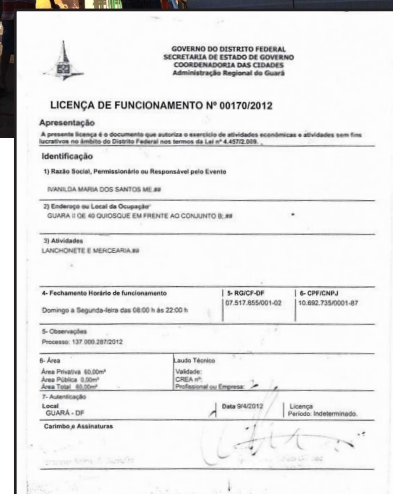 GOVERNO DO DISTRITO FEDERAL
SECRETARIA DE ESTADO DE GOVERNO
COORDENADORIA DAS CIDADES
Administração Regional do Guará
LICENÇA DE FUNCIONAMENTO Nº 00170/2012
Apresentação
A presente licença é o documento que autoriza o exercício de atividades econômicas e atividades sem fins
lucrativos no âmbito do Distrito Federal nos termos da Lei nº 4.457/2.009.
Identificação
1) Razão Social, Permissionário ou Responsável pelo Evento
IVANILDA MARIA DOS SANTOS ME.##
2) Endereço ou Local da Ocupação
GUARA II QE 40 QUIOSQUE EM FRENTE AO CONJUNTO B;.##
3) Atividades
LANCHONETE E MERCEARIA.##
4- Fechamento Horário de funcionamento
Domingo a Segunda-feira das 08:00 h às 22:00 h
5- RG/CF-DF
07.517.655/001-02
6- CPF/CNPJ
10.692.735/0001-87
5- Observações
Processo: 137.000.287/2012
6- Área
Área Privativa 60,00m²
Área Pública 0,00m²
Área Total 60,00m²
Laudo Técnico
Validade:
CREA nº:
Profissional ou Empresa:
7- Autenticação
Local
GUARÁ - DF
Data 9/4/2012
Licença
Período: Indeterminado.
Carimbo e Assinaturas